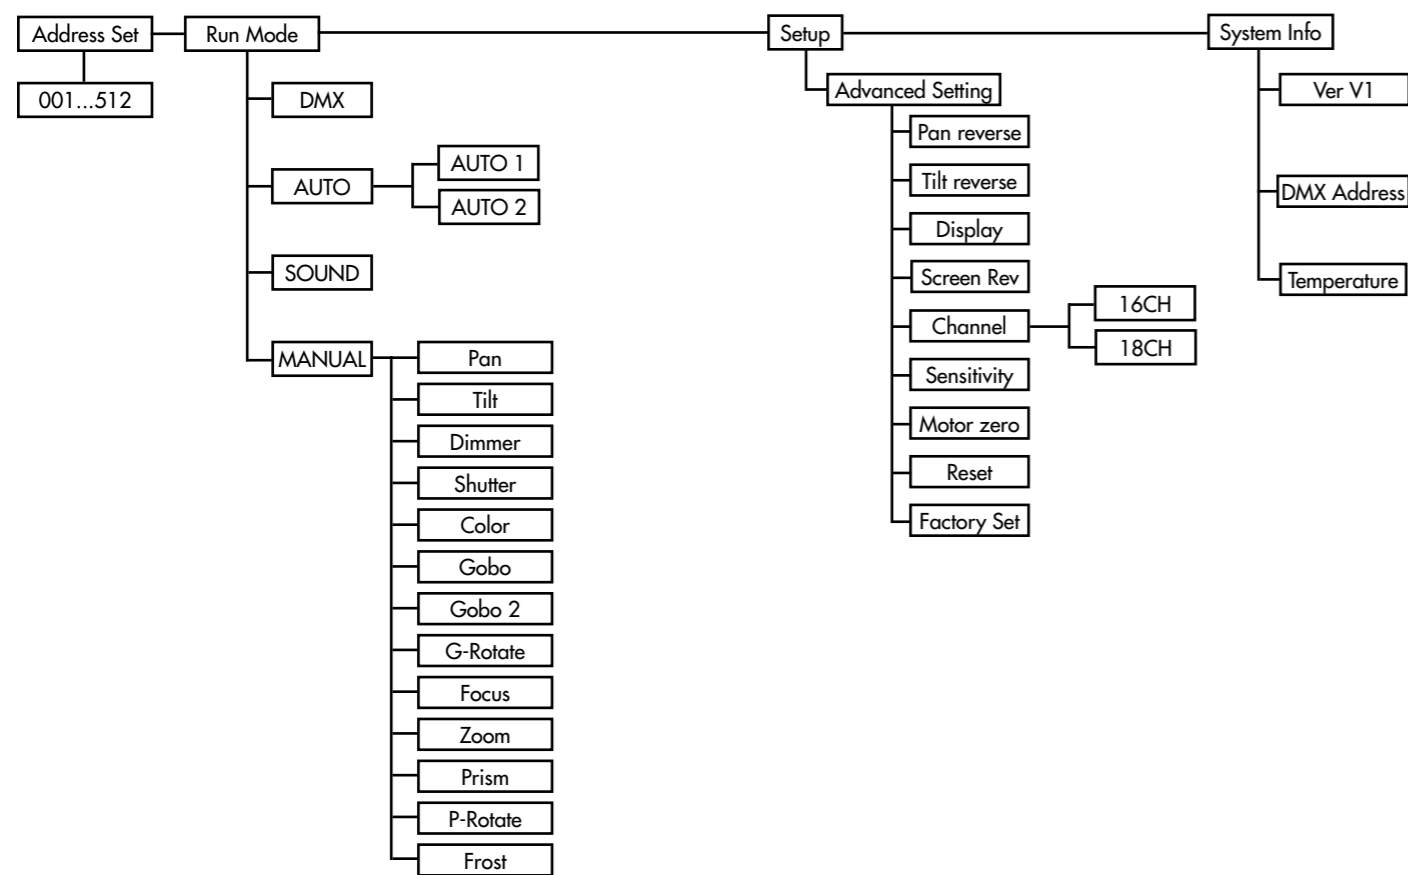 Address Set
Run Mode
Setup
System Info
001...512
DMX
AUTO
AUTO 1
AUTO 2
SOUND
MANUAL
Pan
Tilt
Dimmer
Shutter
Color
Gobo
Gobo 2
G-Rotate
Focus
Zoom
Prism
P-Rotate
Frost
Advanced Setting
Pan reverse
Tilt reverse
Display
Screen Rev
Channel
16CH
18CH
Sensitivity
Motor zero
Reset
Factory Set
Ver V1
DMX Address
Temperature